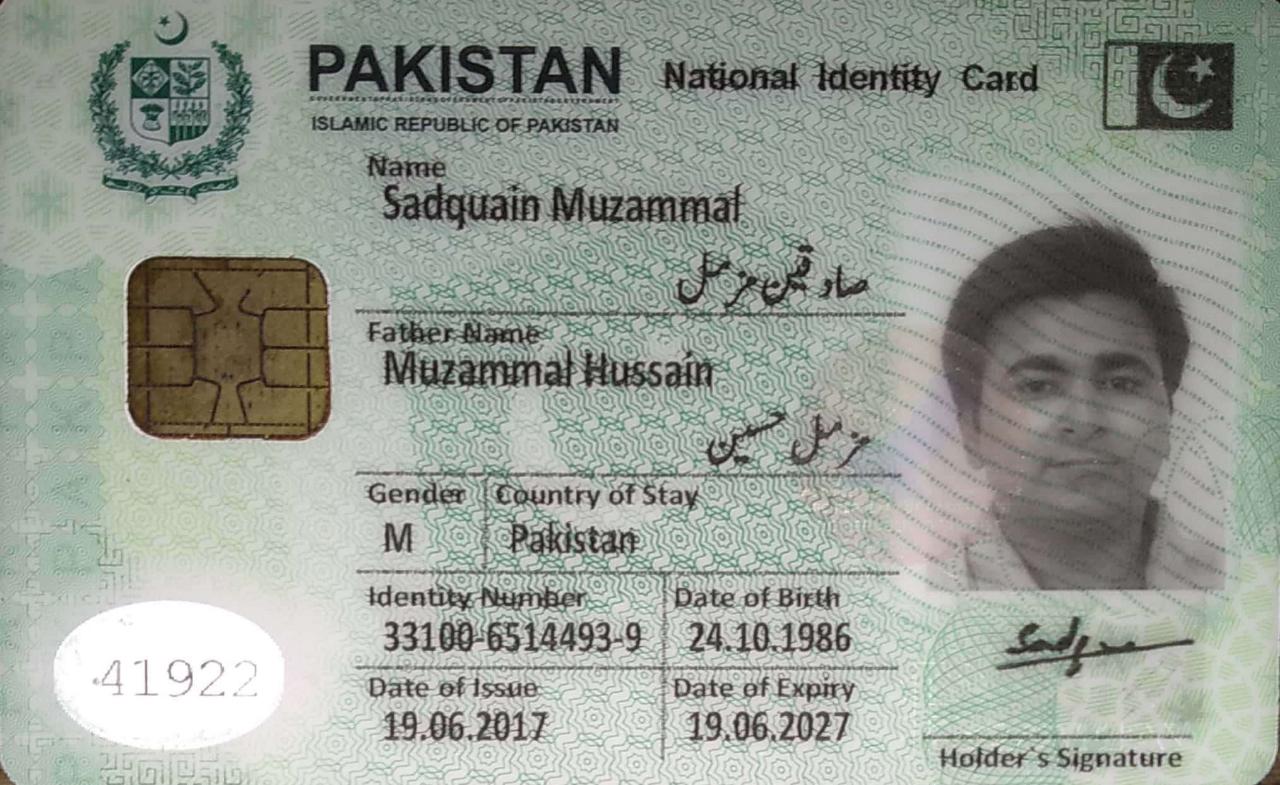 PAKISTAN National Identity Card
ISLAMIC REPUBLIC OF PAKISTAN
Name
Sadquain Muzammal
صادقین مزمل
Father Name
Muzammal Hussain
مزمل حسین
Gender Country of Stay
M Pakistan
Identity Number Date of Birth
33100-6514493-9 24.10.1986
Date of Issue Date of Expiry
19.06.2017 19.06.2027
41922
Holder's Signature